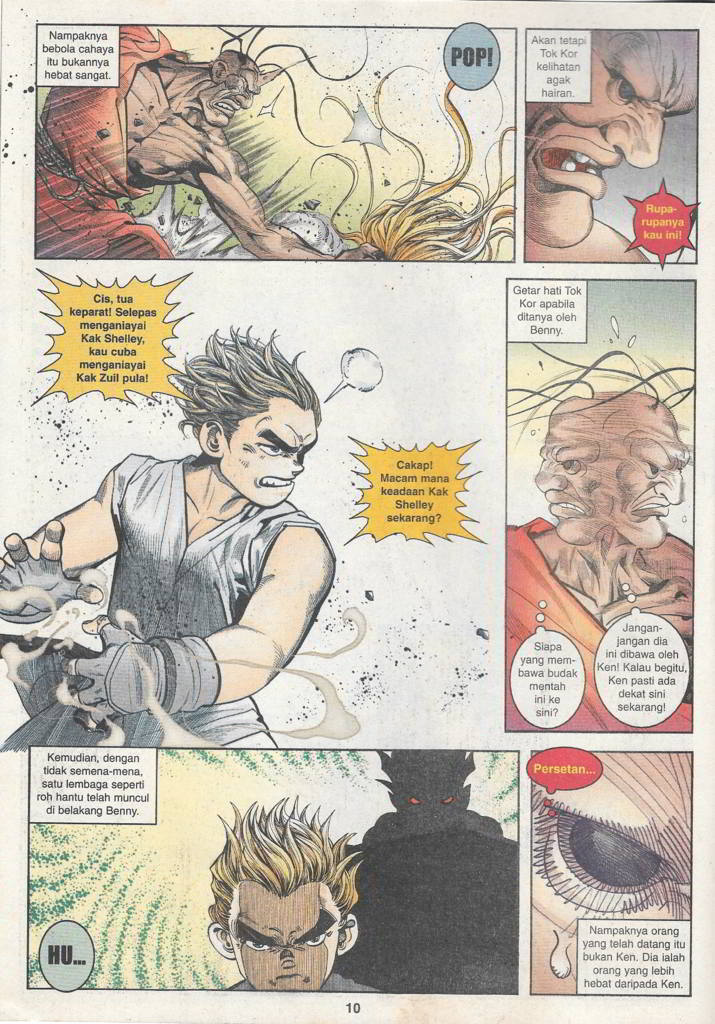 Nampaknya
bebola cahaya
itu bukannya
hebat sangat.
POP!
Akan tetapi
Tok Kor
kelihatan
agak
hairan.
Rupa-
rupanya
kau ini!
Cis, tua
keparat! Selepas
menganiayai
Kak Shelley,
kau cuba
menganiayai
Kak Zuil pula!
Cakap!
Macam mana
keadaan Kak
Shelley
sekarang?
Getar hati Tok
Kor apabila
ditanya oleh
Benny.
Siapa
yang mem-
bawa budak
mentah
ini ke
sini?
Jangan-
jangan dia
ini dibawa oleh
Ken! Kalau begitu,
Ken pasti ada
dekat sini
sekarang!
Kemudian, dengan
tidak semena-mena,
satu lembaga seperti
roh hantu telah muncul
di belakang Benny.
HU...
Persetan...
Nampaknya orang
yang telah datang itu
bukan Ken. Dia ialah
orang yang lebih
hebat daripada Ken.
10